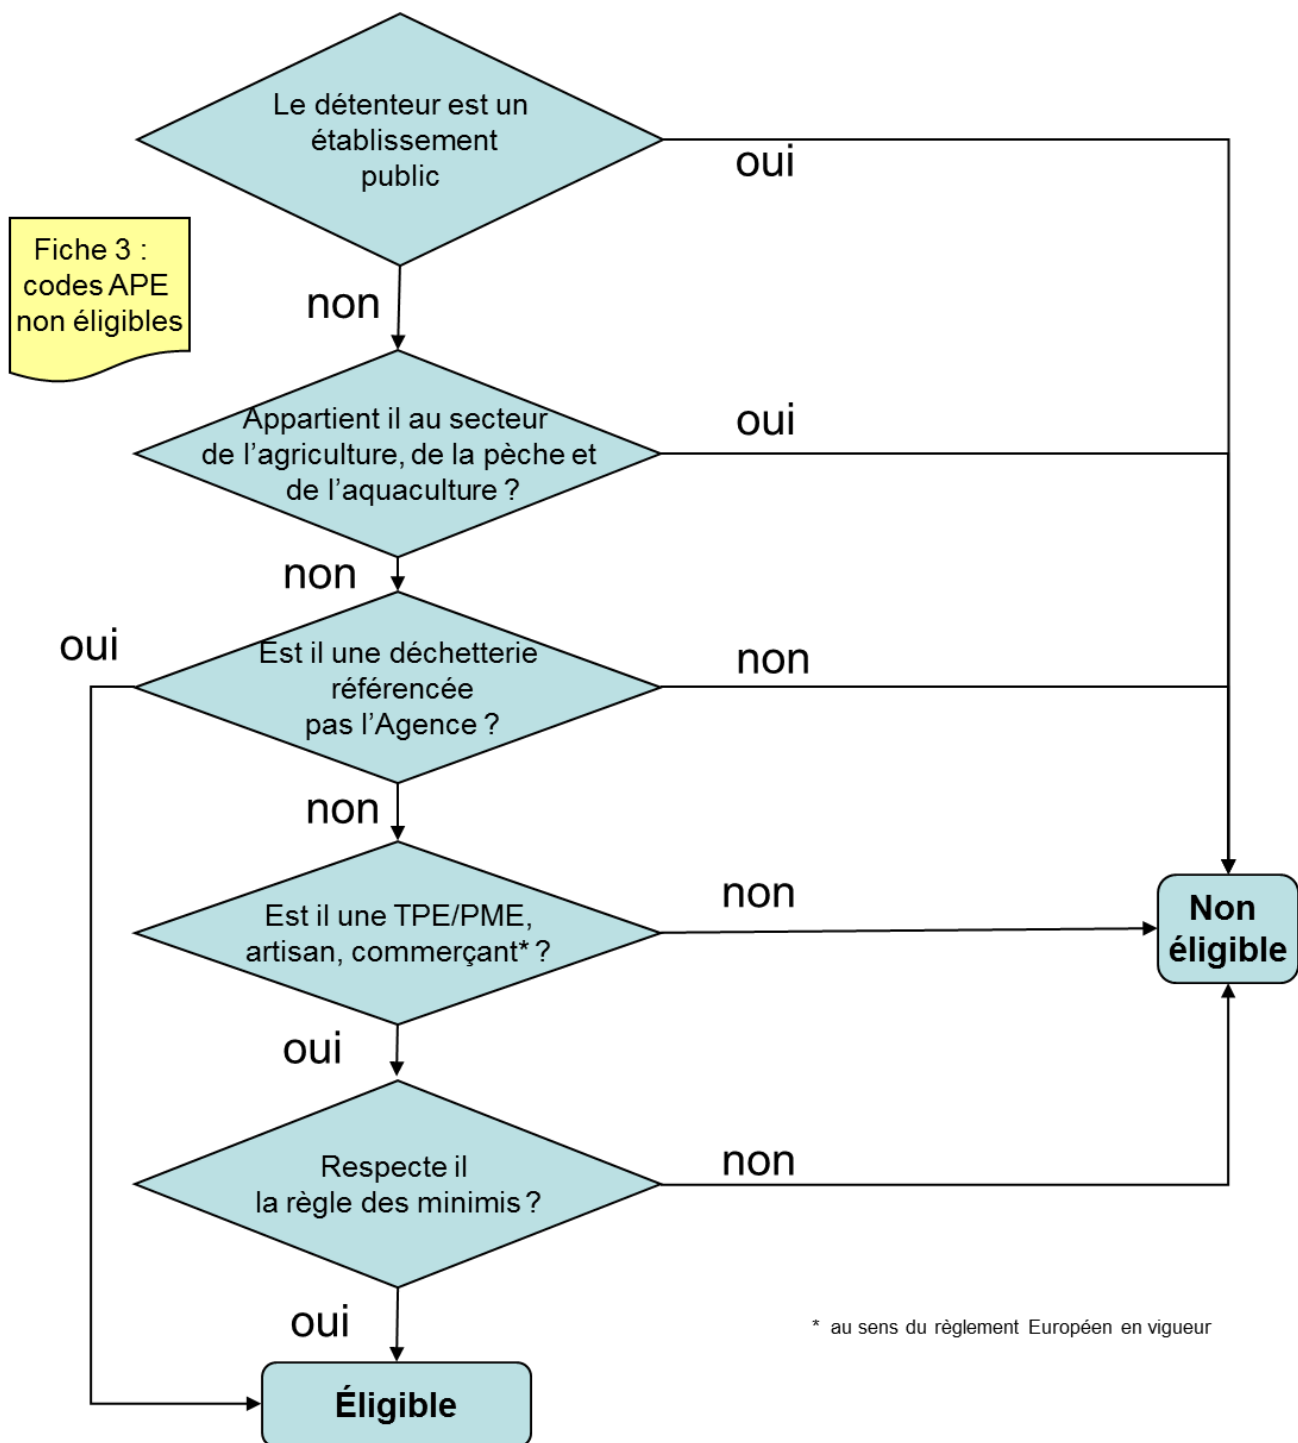 Le détenteur est un
établissement
public
oui
Fiche 3 :
codes APE
non éligibles
non
Appartient il au secteur
de l’agriculture, de la pèche et
de l’aquaculture ?
oui
non
oui
Est il une déchetterie
référencée
pas l’Agence ?
non
non
Est il une TPE/PME,
artisan, commerçant* ?
non
Non
éligible
oui
Respecte il
la règle des minimis ?
non
oui
* au sens du règlement Européen en vigueur
Éligible